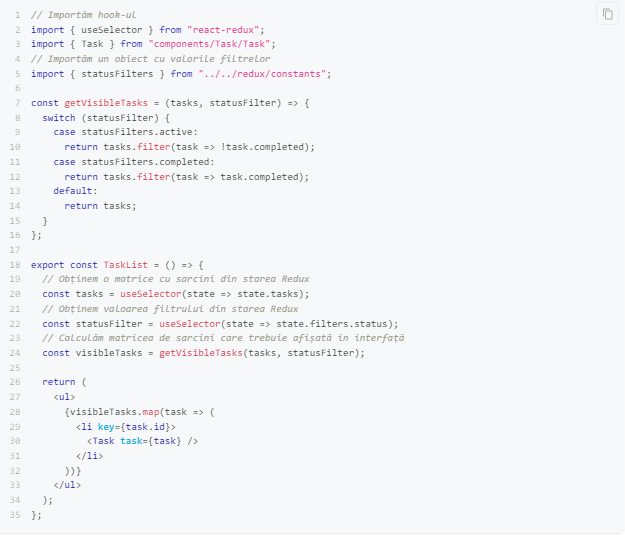 1 // Importăm hook-ul
2 import { useSelector } from "react-redux";
3 import { Task } from "components/Task/Task";
4 // Importăm un obiect cu valorile filtrelor
5 import { statusFilters } from "../../redux/constants";
6
7 const getVisibleTasks = (tasks, statusFilter) => {
8   switch (statusFilter) {
9     case statusFilters.active:
10       return tasks.filter(task => !task.completed);
11     case statusFilters.completed:
12       return tasks.filter(task => task.completed);
13     default:
14       return tasks;
15   }
16 };
17
18 export const TaskList = () => {
19   // Obținem o matrice cu sarcini din starea Redux
20   const tasks = useSelector(state => state.tasks);
21   // Obținem valoarea filtrului din starea Redux
22   const statusFilter = useSelector(state => state.filters.status);
23   // Calculăm matricea de sarcini care trebuie afișată în interfață
24   const visibleTasks = getVisibleTasks(tasks, statusFilter);
25
26   return (
27     <ul>
28       {visibleTasks.map(task => (
29         <li key={task.id}>
30           <Task task={task} />
31         </li>
32       ))}
33     </ul>
34   );
35 };